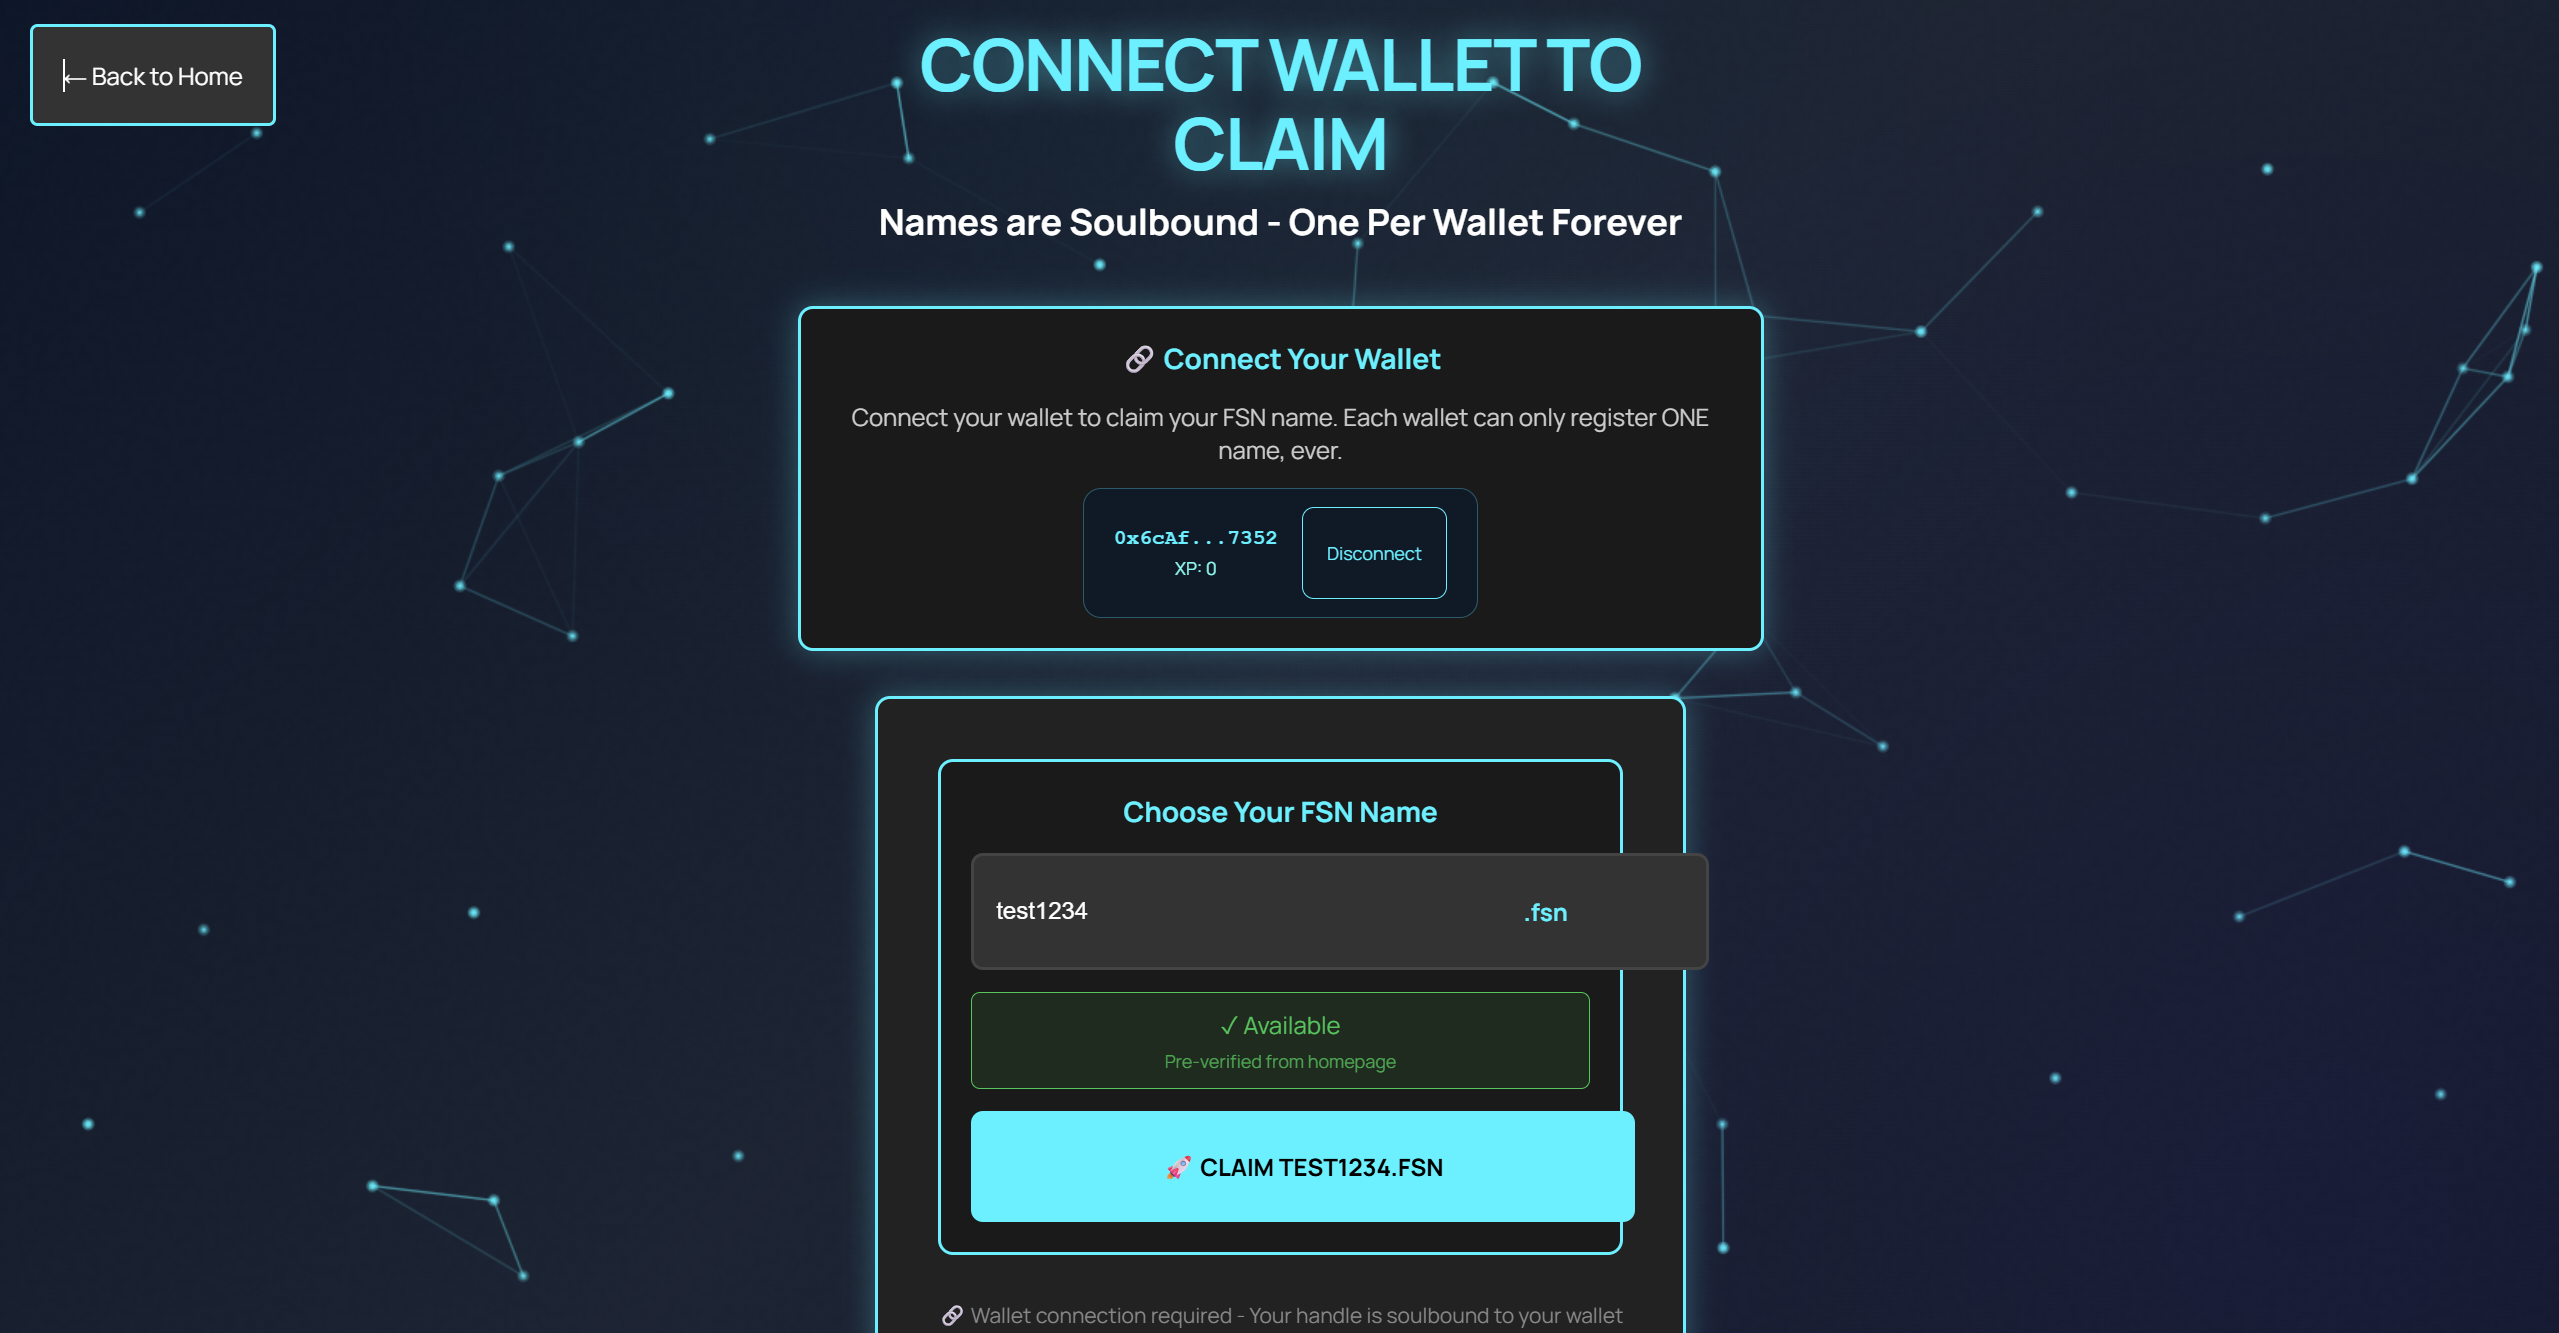 ← Back to Home
CONNECT WALLET TO
CLAIM
Names are Soulbound - One Per Wallet Forever
🔗 Connect Your Wallet
Connect your wallet to claim your FSN name. Each wallet can only register ONE
name, ever.
0x6cAf...7352
XP: 0
Disconnect
Choose Your FSN Name
test1234 .fsn
✓ Available
Pre-verified from homepage
🚀 CLAIM TEST1234.FSN
🔗 Wallet connection required - Your handle is soulbound to your wallet